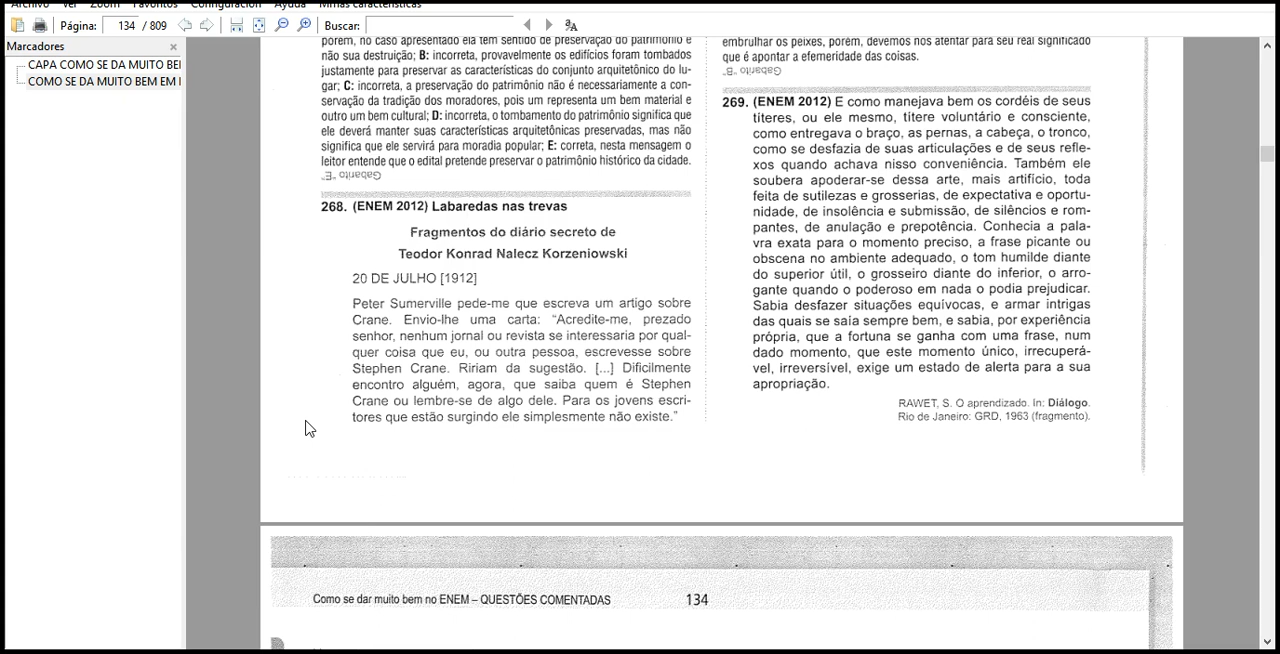 Archivo Ver Zoom Favoritos Configuración Ayuda Minhas características
Página: 134 / 809 Buscar:
Marcadores
CAPA COMO SE DA MUITO BEI
COMO SE DA MUITO BEM EM I
porém, no caso apresentado ela tem sentido de preservação do patrimônio e
não sua destruição; B: incorreta, provavelmente os edifícios foram tombados
justamente para preservar as características do conjunto arquitetônico do lu-
gar; C: incorreta, a preservação do patrimônio não é necessariamente a con-
servação da tradição dos moradores, pois um representa um bem material e
outro um bem cultural; D: incorreta, o tombamento do patrimônio significa que
ele deverá manter suas características arquitetônicas preservadas, mas não
significa que ele servirá para moradia popular; E: correta, nesta mensagem o
leitor entende que o edital pretende preservar o patrimônio histórico da cidade.
Gabarito "E"
268. (ENEM 2012) Labaredas nas trevas
Fragmentos do diário secreto de
Teodor Konrad Nalecz Korzeniowski
20 DE JULHO [1912]
Peter Sumerville pede-me que escreva um artigo sobre
Crane. Envio-lhe uma carta: “Acredite-me, prezado
senhor, nenhum jornal ou revista se interessaria por qual-
quer coisa que eu, ou outra pessoa, escrevesse sobre
Stephen Crane. Ririam da sugestão. [...] Dificilmente
encontro alguém, agora, que saiba quem é Stephen
Crane ou lembre-se de algo dele. Para os jovens escri-
tores que estão surgindo ele simplesmente não existe.”
embrulhar os peixes, porém, devemos nos atentar para seu real significado
que é apontar a efemeridade das coisas.
Gabarito "B"
269. (ENEM 2012) E como manejava bem os cordéis de seus
títeres, ou ele mesmo, títere voluntário e consciente,
como entregava o braço, as pernas, a cabeça, o tronco,
como se desfazia de suas articulações e de seus refle-
xos quando achava nisso conveniência. Também ele
soubera apoderar-se dessa arte, mais artifício, toda
feita de sutilezas e grosserias, de expectativa e oportu-
nidade, de insolência e submissão, de silêncios e rom-
pantes, de anulação e prepotência. Conhecia a pala-
vra exata para o momento preciso, a frase picante ou
obscena no ambiente adequado, o tom humilde diante
do superior útil, o grosseiro diante do inferior, o arro-
gante quando o poderoso em nada o podia prejudicar.
Sabia desfazer situações equívocas, e armar intrigas
das quais se saía sempre bem, e sabia, por experiência
própria, que a fortuna se ganha com uma frase, num
dado momento, que este momento único, irrecuperá-
vel, irreversível, exige um estado de alerta para a sua
apropriação.
RAWET, S. O aprendizado. In: Diálogo.
Rio de Janeiro: GRD, 1963 (fragmento).
Como se dar muito bem no ENEM – QUESTÕES COMENTADAS 134